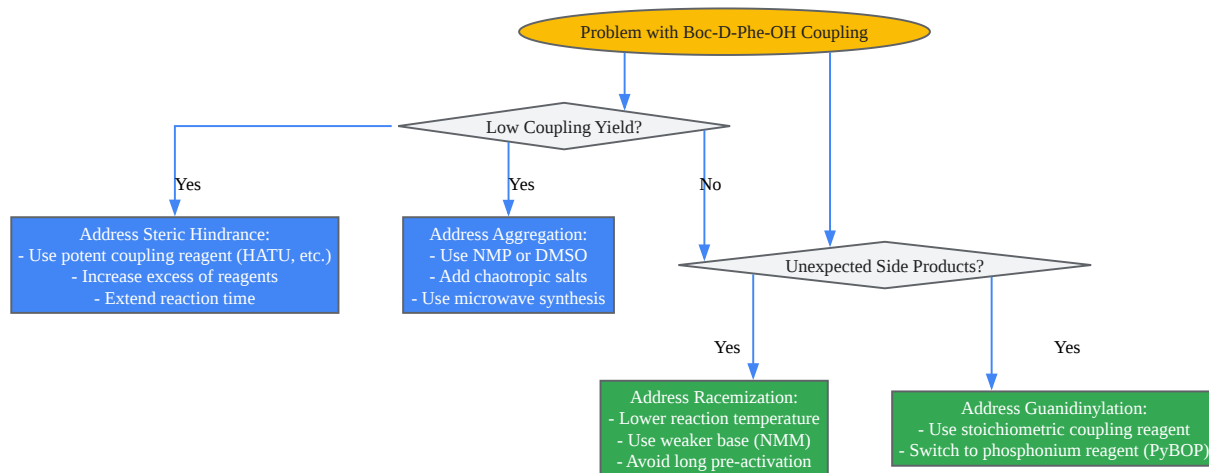 Problem with Boc-D-Phe-OH Coupling
Low Coupling Yield?
Yes
Yes
No
Address Steric Hindrance:
- Use potent coupling reagent (HATU, etc.)
- Increase excess of reagents
- Extend reaction time
Address Aggregation:
- Use NMP or DMSO
- Add chaotropic salts
- Use microwave synthesis
Unexpected Side Products?
Yes
Yes
Address Racemization:
- Lower reaction temperature
- Use weaker base (NMM)
- Avoid long pre-activation
Address Guanidinylation:
- Use stoichiometric coupling reagent
- Switch to phosphonium reagent (PyBOP)